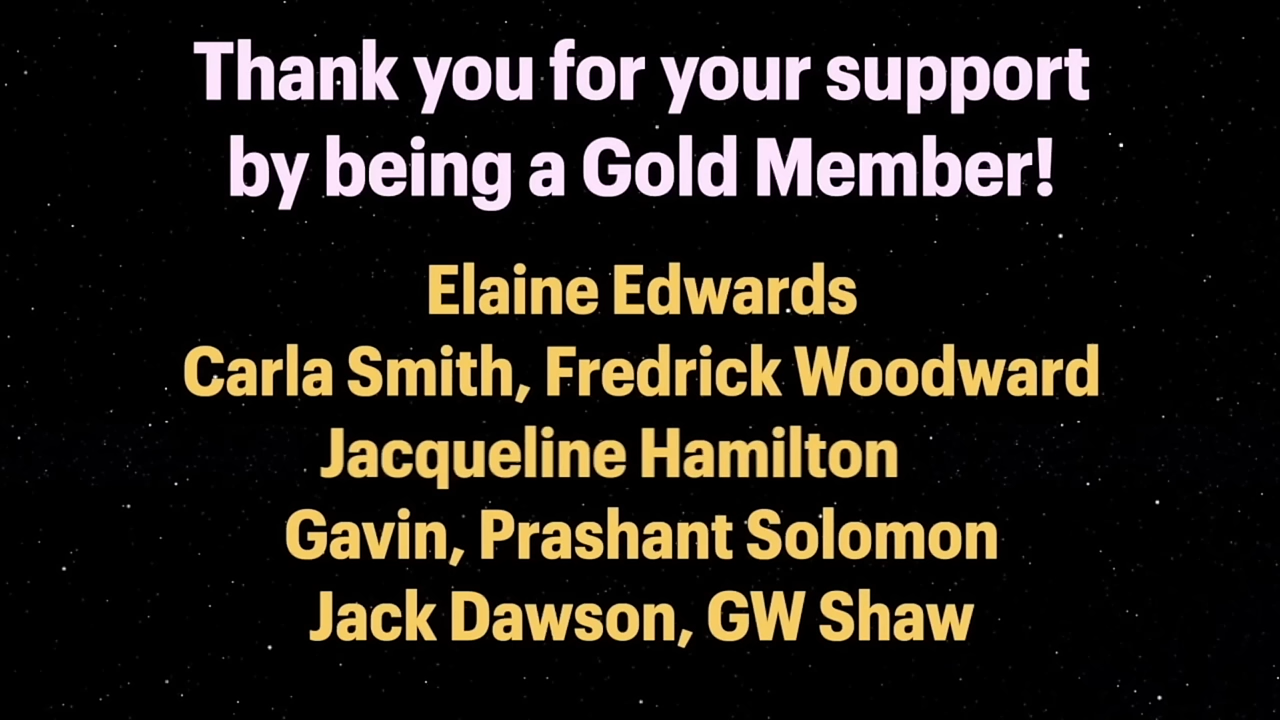 Thank you for your support
by being a Gold Member!
Elaine Edwards
Carla Smith, Fredrick Woodward
Jacqueline Hamilton
Gavin, Prashant Solomon
Jack Dawson, GW Shaw